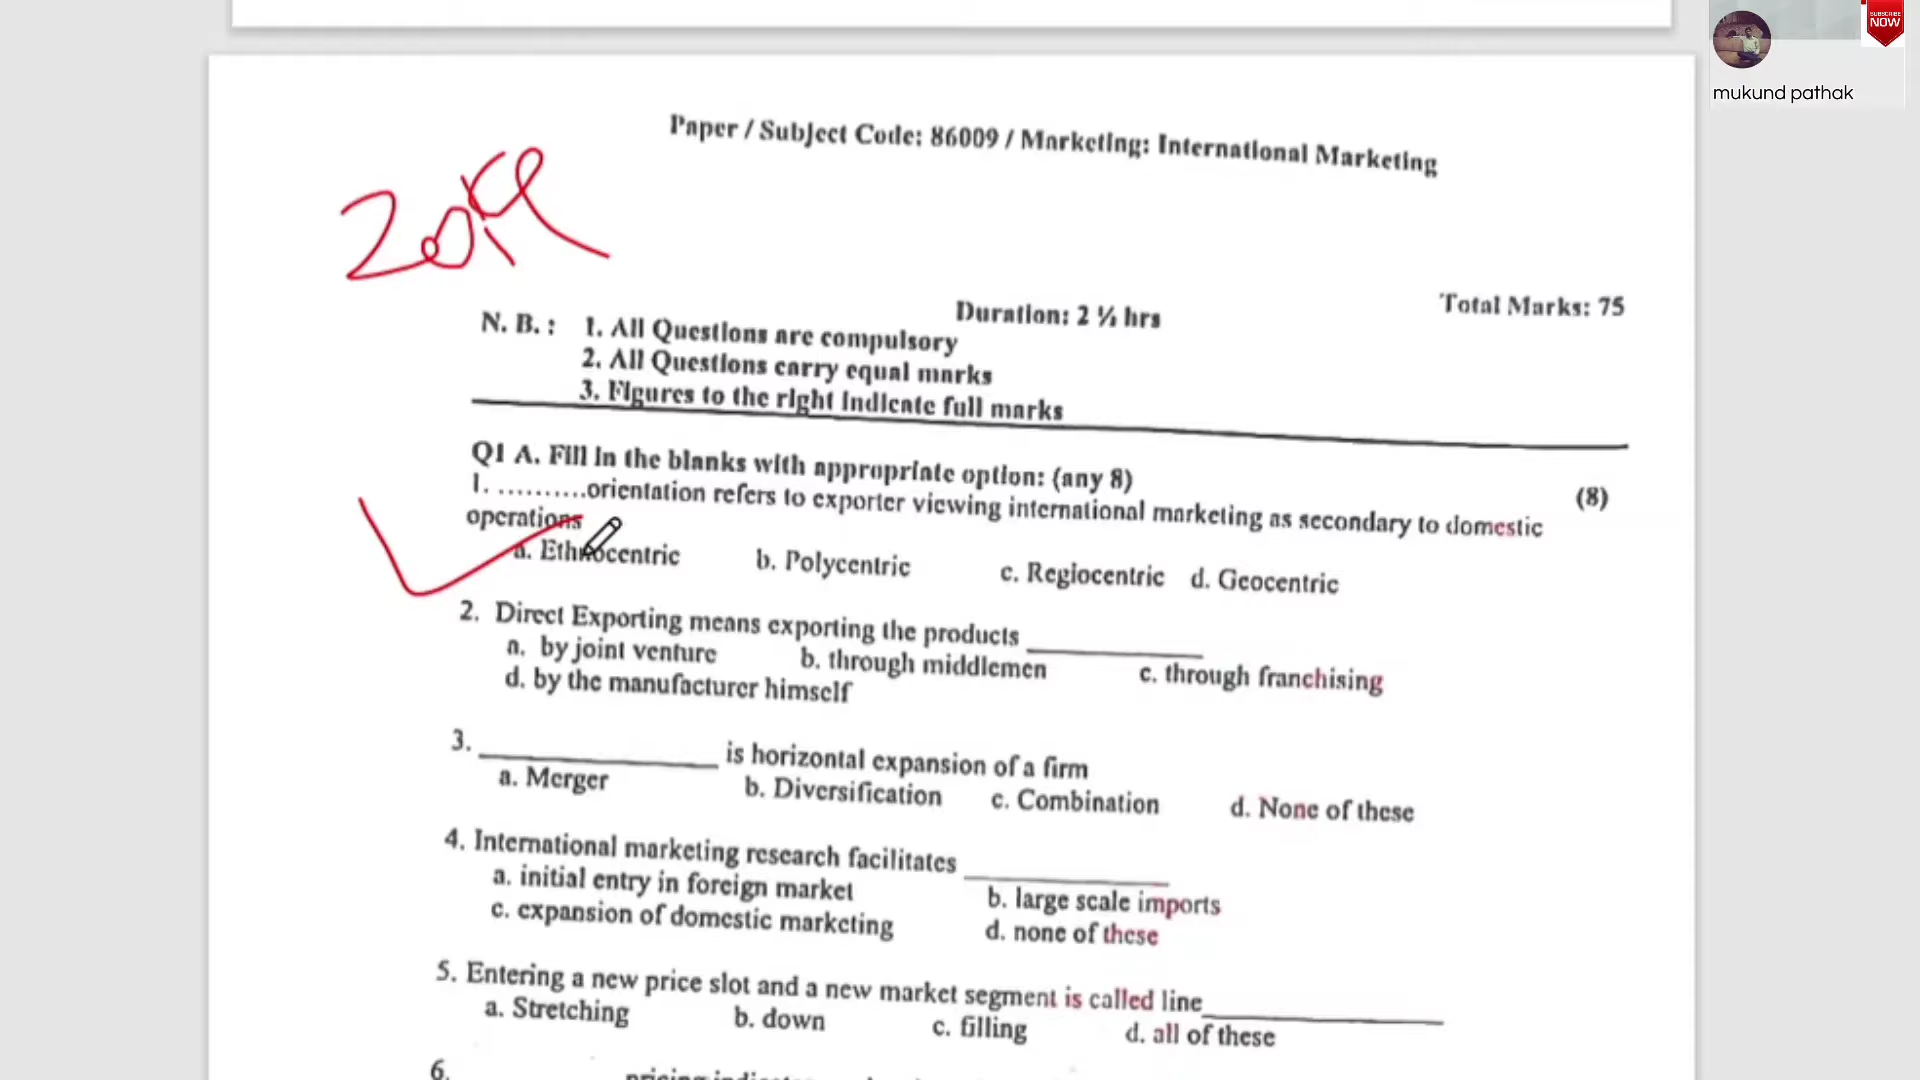 SUBSCRIBE
NOW
mukund pathak
Paper / Subject Code: 86009 / Marketing: International Marketing
2019
Duration: 2 ½ hrs
Total Marks: 75
N. B. : 1. All Questions are compulsory
2. All Questions carry equal marks
3. Figures to the right indicate full marks
Q1 A. Fill in the blanks with appropriate option: (any 8)
(8)
1. ..........orientation refers to exporter viewing international marketing as secondary to domestic
operations
a. Ethnocentric b. Polycentric c. Regiocentric d. Geocentric
2. Direct Exporting means exporting the products ____________
a. by joint venture b. through middlemen c. through franchising
d. by the manufacturer himself
3. ________________ is horizontal expansion of a firm
a. Merger b. Diversification c. Combination d. None of these
4. International marketing research facilitates ______________
a. initial entry in foreign market b. large scale imports
c. expansion of domestic marketing d. none of these
5. Entering a new price slot and a new market segment is called line________________
a. Stretching b. down c. filling d. all of these
6. pricing